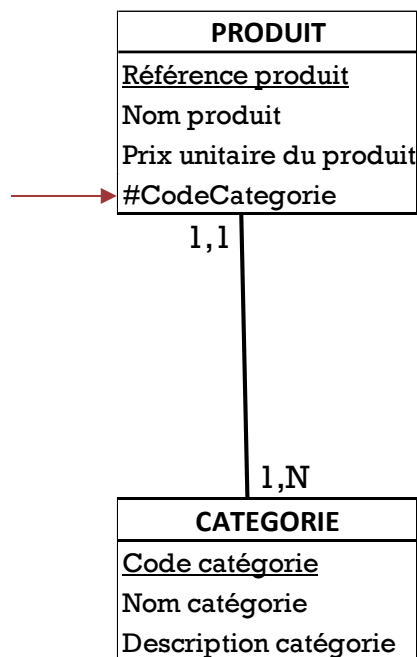 PRODUIT
Référence produit
Nom produit
Prix unitaire du produit
#CodeCategorie
1,1
1,N
CATEGORIE
Code catégorie
Nom catégorie
Description catégorie